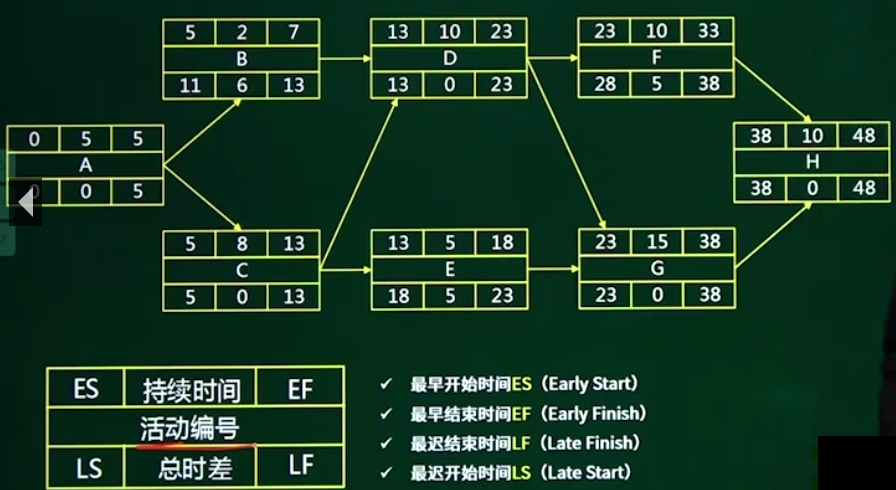 5 2 7
B
11 6 13
13 10 23
D
13 0 23
23 10 33
F
28 5 38
0 5 5
A
0 0 5
38 10 48
H
38 0 48
5 8 13
C
5 0 13
13 5 18
E
18 5 23
23 15 38
G
23 0 38
ES 持续时间 EF
活动编号
LS 总时差 LF
✓ 最早开始时间ES（Early Start）
✓ 最早结束时间EF（Early Finish）
✓ 最迟结束时间LF（Late Finish）
✓ 最迟开始时间LS（Late Start）